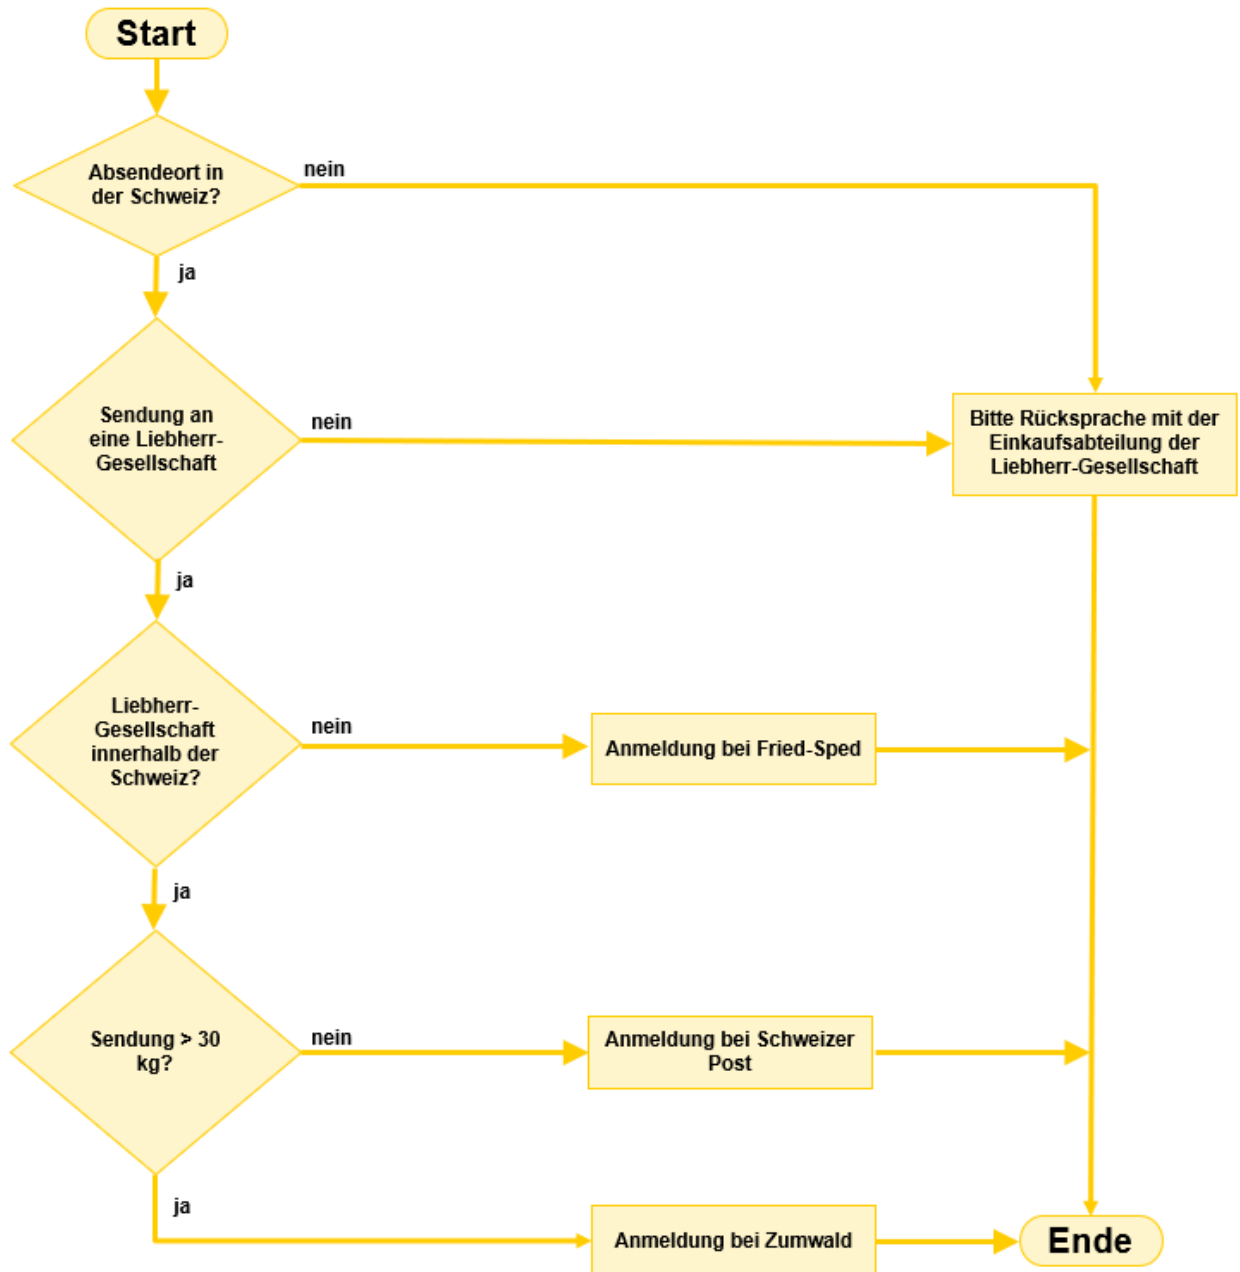 Start
Absendeort in
der Schweiz?
nein
ja
Sendung an
eine Liebherr-
Gesellschaft
nein
Bitte Rücksprache mit der
Einkaufsabteilung der
Liebherr-Gesellschaft
ja
Liebherr-
Gesellschaft
innerhalb der
Schweiz?
nein
Anmeldung bei Fried-Sped
ja
Sendung > 30
kg?
nein
Anmeldung bei Schweizer
Post
ja
Anmeldung bei Zumwald
Ende